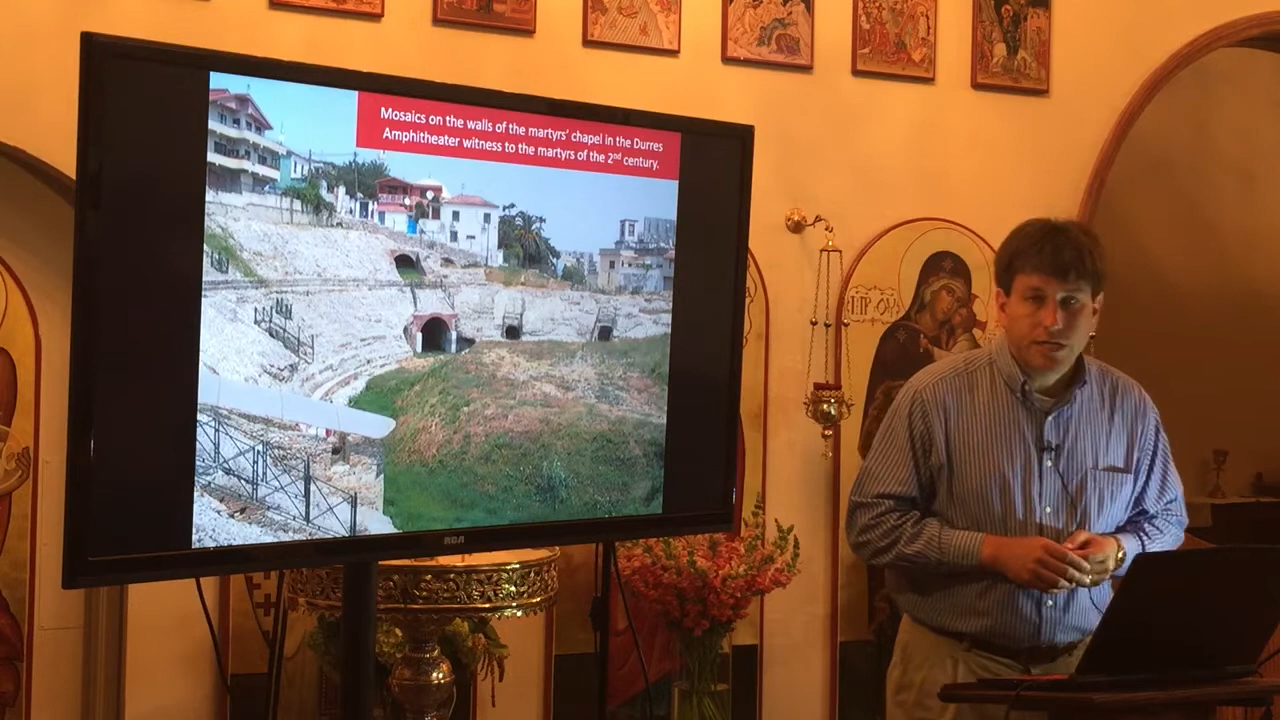 Mosaics on the walls of the martyrs' chapel in the Durres
Amphitheater witness to the martyrs of the 2nd century.
RCA